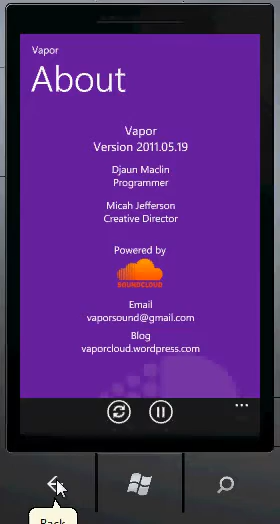 Vapor
About
Vapor
Version 2011.05.19
Djaun Maclin
Programmer
Micah Jefferson
Creative Director
Powered by
SOUNDCLOUD
Email
vaporsound@gmail.com
Blog
vaporcloud.wordpress.com
Back